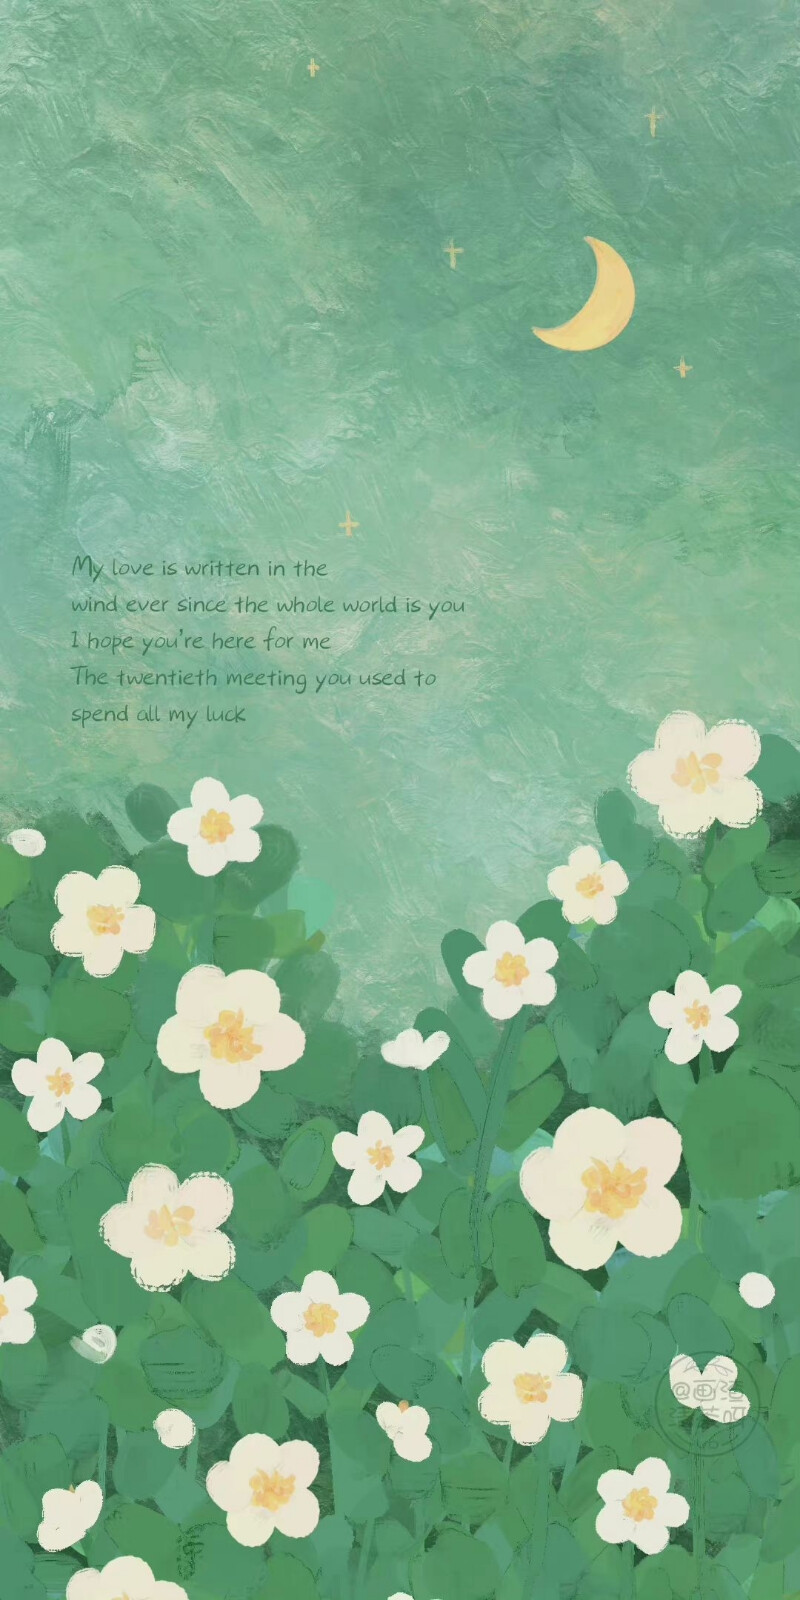 My love is written in the
wind ever since the whole world is you
I hope you're here for me
The twentieth meeting you used to
spend all my luck